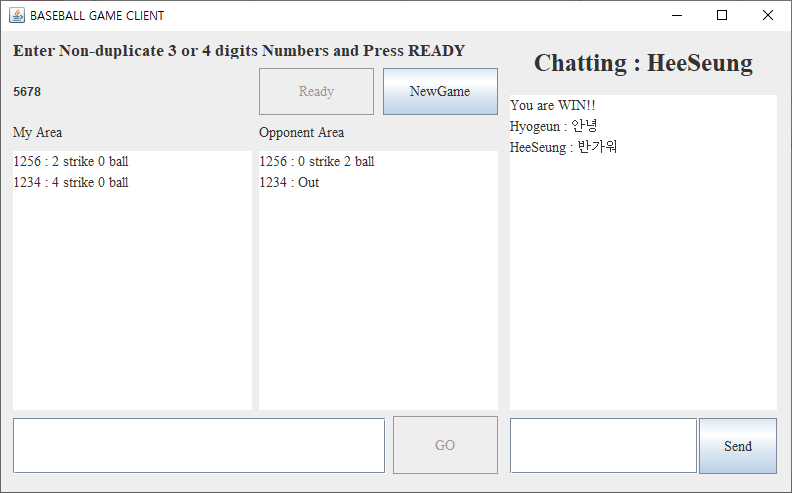 BASEBALL GAME CLIENT
Enter Non-duplicate 3 or 4 digits Numbers and Press READY
5678
Ready
NewGame
My Area
Opponent Area
1256 : 2 strike 0 ball
1234 : 4 strike 0 ball
1256 : 0 strike 2 ball
1234 : Out
GO
Chatting : HeeSeung
You are WIN!!
Hyogeun : 안녕
HeeSeung : 반가워
Send